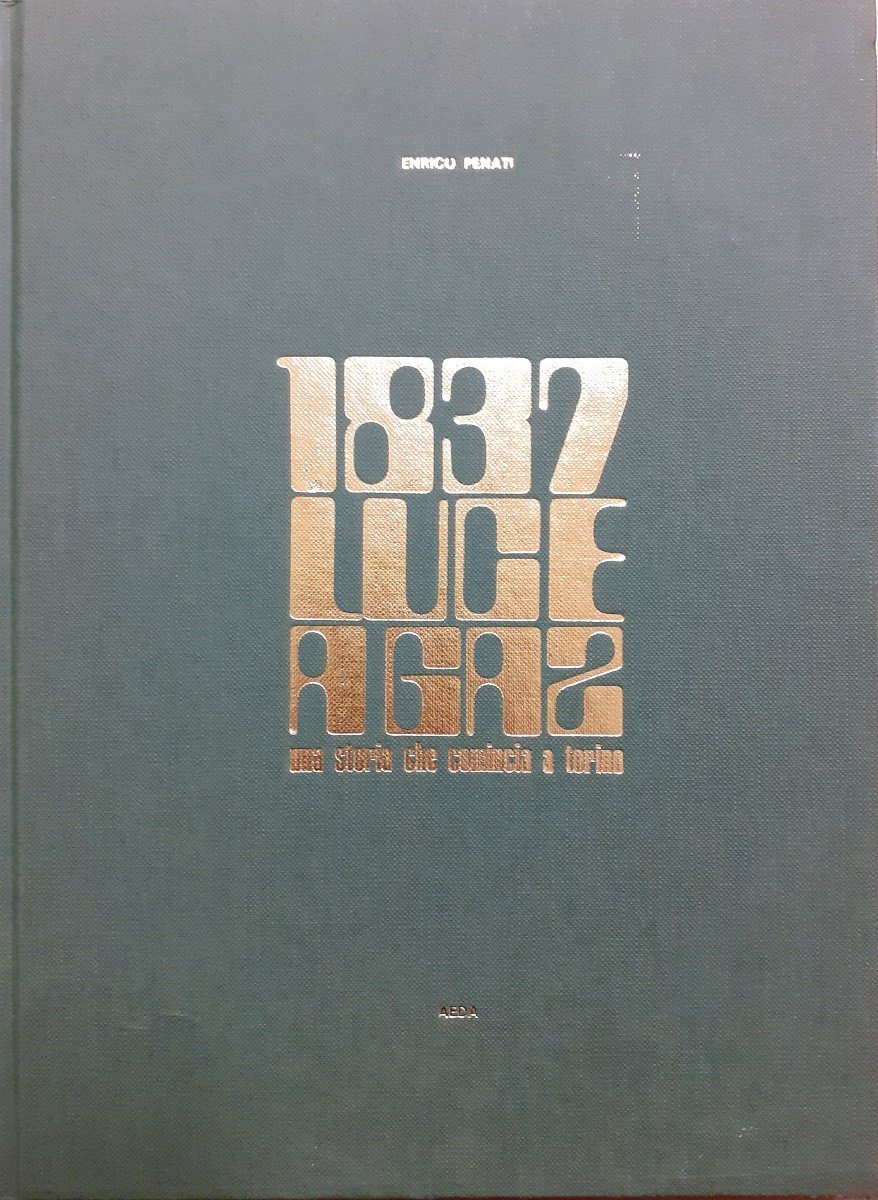 ENRICO PENATI
1837
LUCE
A GAZ
una storia che comincia a torino
AEDA